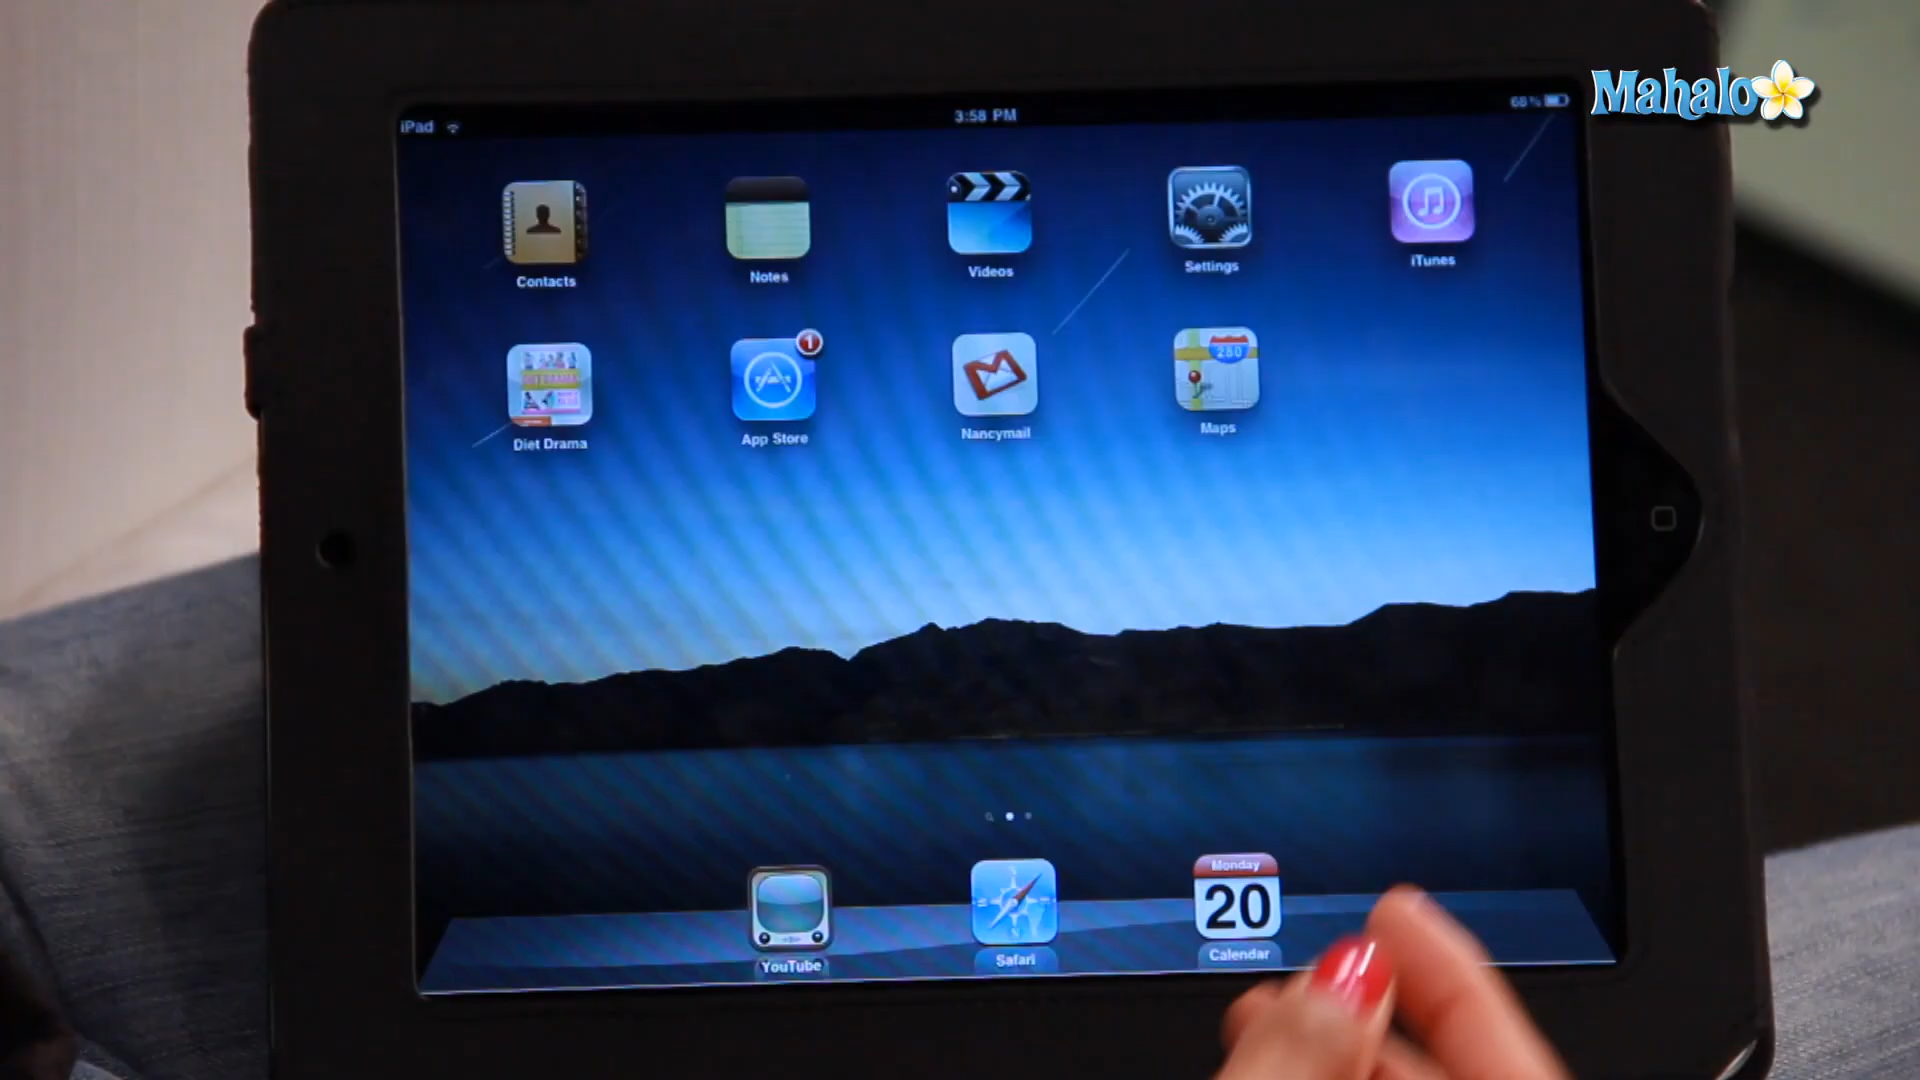 Mahalo
iPad
3:58 PM
68%
Contacts
Notes
Videos
Settings
iTunes
1
280
Diet Drama
App Store
Nancymail
Maps
Monday
20
YouTube
Safari
Calendar